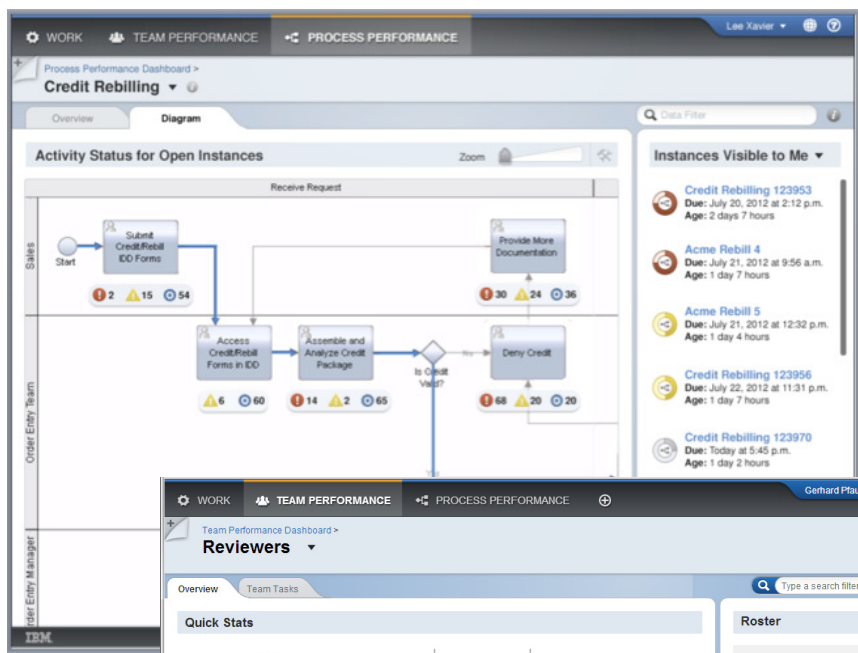 WORK TEAM PERFORMANCE PROCESS PERFORMANCE Lee Xavier
Process Performance Dashboard >
Credit Rebilling
Overview Diagram Data Filter
Activity Status for Open Instances Zoom
Receive Request
Sales
Start
Submit
Credit/Rebill
IDD Forms
2 15 54
Provide More
Documentation
30 24 36
Order Entry Team
Access
Credit/Rebill
Forms in IDD
6 60
Assemble and
Analyze Credit
Package
14 2 65
Is Credit
Valid?
No
Yes
Deny Credit
68 20 20
Instances Visible to Me
Credit Rebilling 123953
Due: July 20, 2012 at 2:12 p.m.
Age: 2 days 7 hours
Acme Rebill 4
Due: July 21, 2012 at 9:56 a.m.
Age: 1 day 7 hours
Acme Rebill 5
Due: July 21, 2012 at 12:32 p.m.
Age: 1 day 4 hours
Credit Rebilling 123956
Due: July 22, 2012 at 11:31 p.m.
Age: 1 day 7 hours
Credit Rebilling 123970
Due: Today at 5:45 p.m.
Age: 1 day 2 hours
rder Entry Manager
IBM
WORK TEAM PERFORMANCE PROCESS PERFORMANCE Gerhard Pfau
Team Performance Dashboard >
Reviewers
Overview Team Tasks Type a search filter
Quick Stats Roster